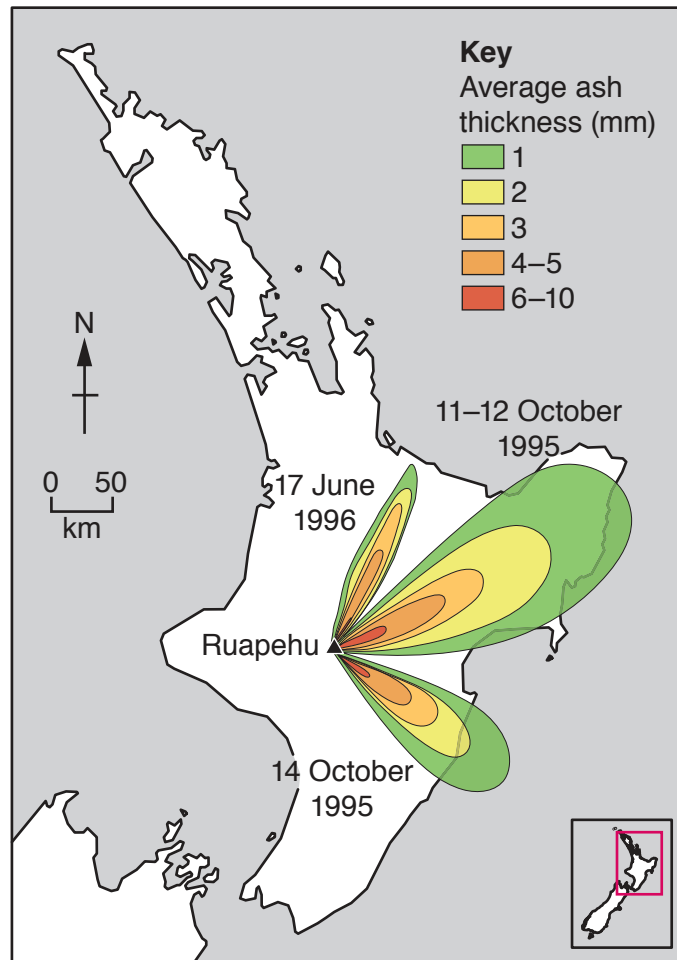 Key
Average ash
thickness (mm)
1
2
3
4–5
6–10
N
0 50
km
11–12 October
1995
17 June
1996
Ruapehu
14 October
1995